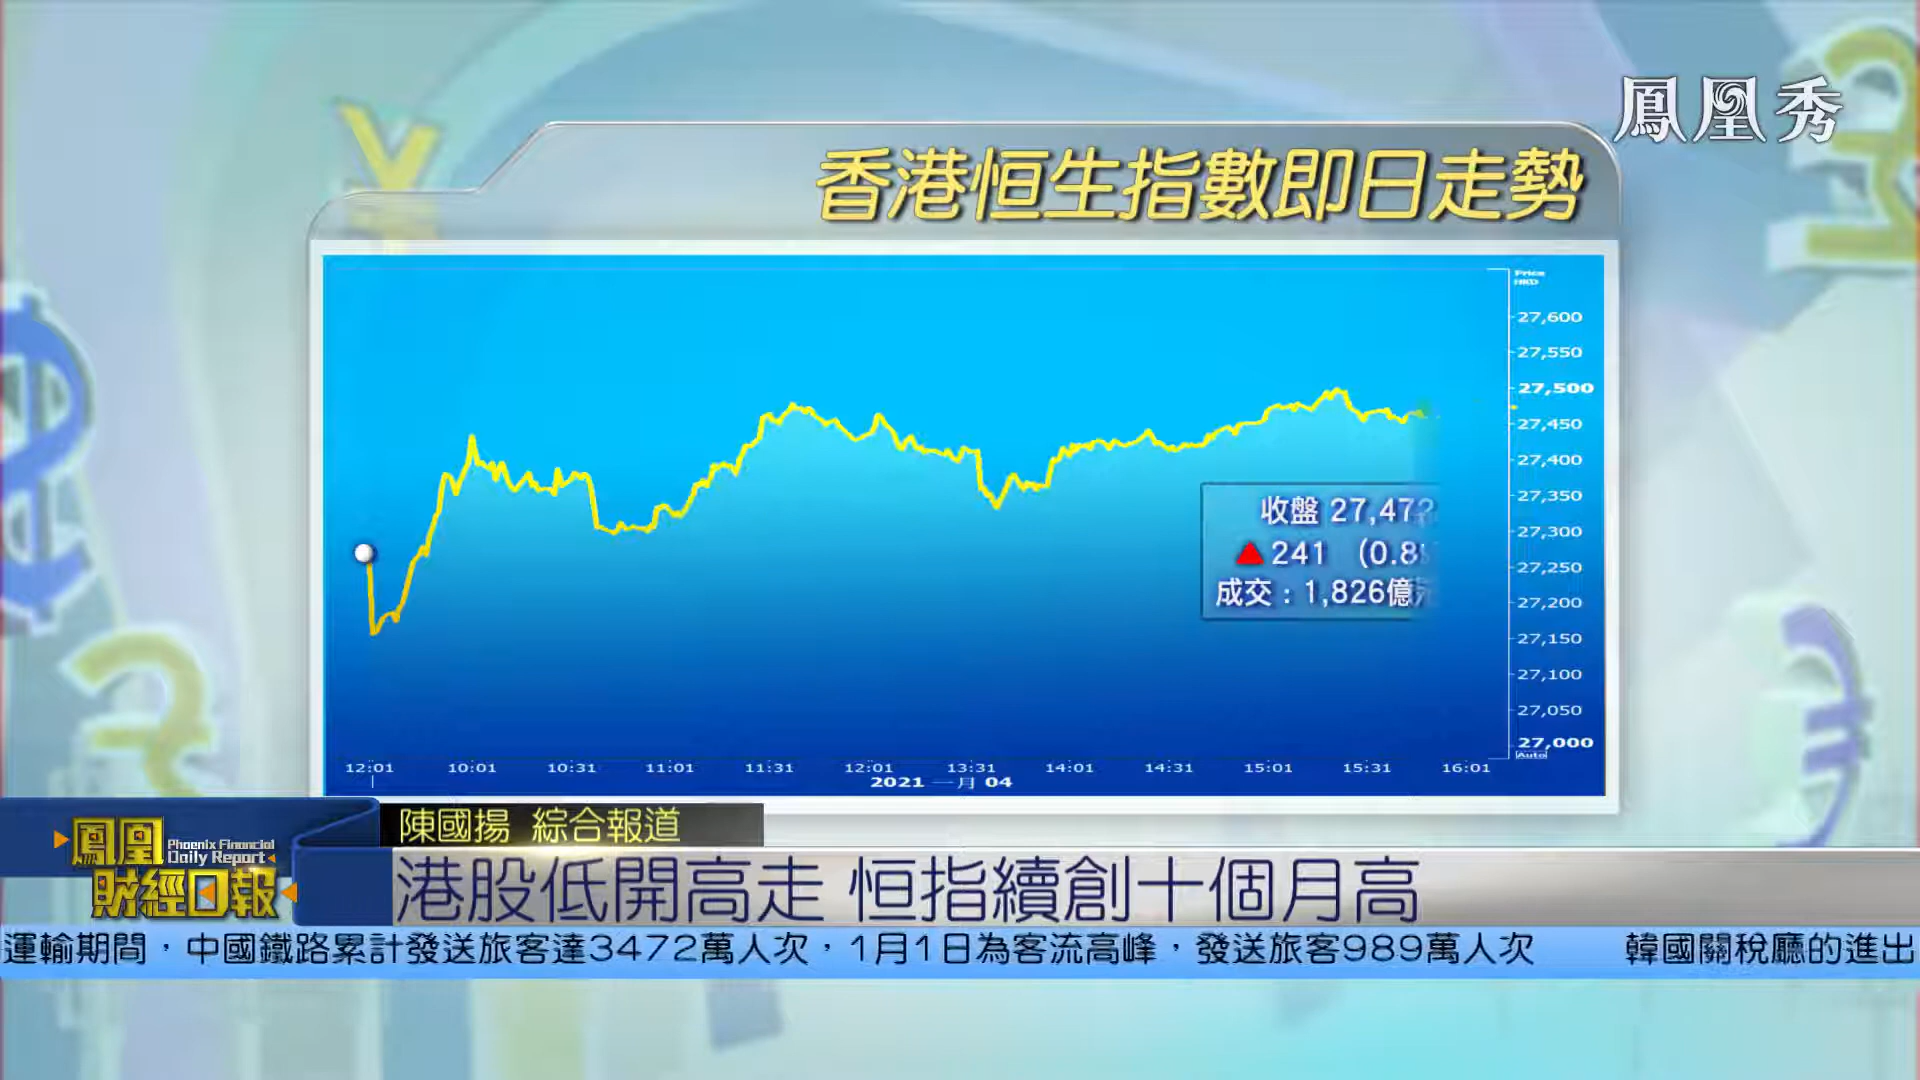 鳳凰秀
香港恒生指數即日走勢
Price
HKD
27,600
27,550
27,500
27,450
27,400
27,350
27,300
27,250
27,200
27,150
27,100
27,050
27,000
Auto
收盤 27,472
▲241 (0.8
成交：1,826億
12:01 10:01 10:31 11:01 11:31 12:01 13:31 14:01 14:31 15:01 15:31 16:01
2021 一月 04
陳國揚 綜合報道
鳳凰 Phoenix Financial
Daily Report
財經日報
港股低開高走 恒指續創十個月高
運輸期間，中國鐵路累計發送旅客達3472萬人次，1月1日為客流高峰，發送旅客989萬人次 韓國關稅廳的進出